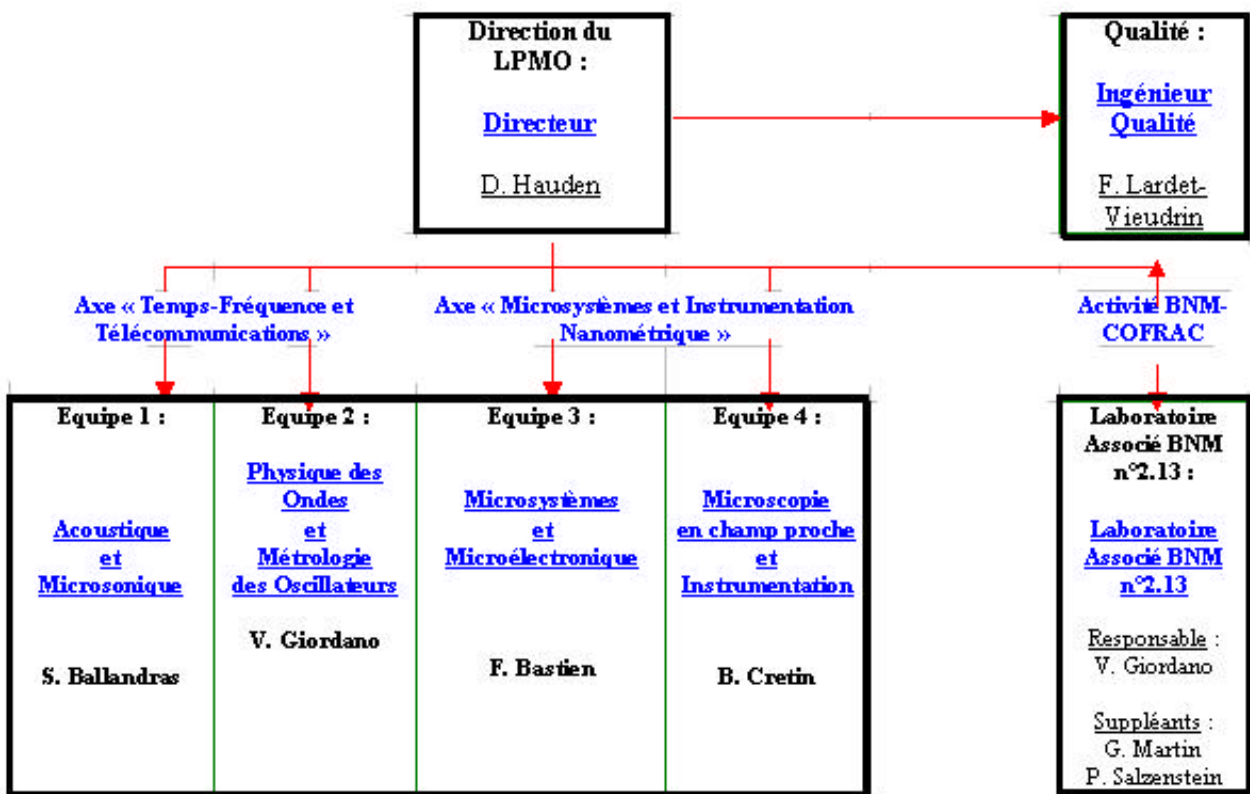 Direction du
LPMO :
Directeur
D. Hauden
Qualité :
Ingénieur
Qualité
F. Lardet-
Vieudrin
Axe « Temps-Fréquence et
Télécommunications »
Axe « Microsystèmes et Instrumentation
Nanométrique »
Activité BNM-
COFRAC
Equipe 1 :
Acoustique
et
Microsonique
S. Ballandras
Equipe 2 :
Physique des
Ondes
et
Métrologie
des Oscillateurs
V. Giordano
Equipe 3 :
Microsystèmes
et
Microélectronique
F. Bastien
Equipe 4 :
Microscopie
en champ proche
et
Instrumentation
B. Cretin
Laboratoire
Associé BNM
n°2.13 :
Laboratoire
Associé BNM
n°2.13
Responsable :
V. Giordano
Suppléants :
G. Martin
P. Salzenstein